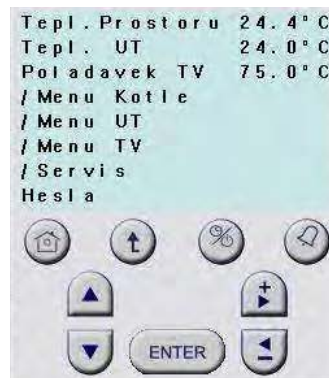 Tepl.Prostoru 24.4°C
Tepl. UT 24.0°C
Poladavek TV 75.0°C
/Menu Kotle
/Menu UT
/Menu TV
/Servis
Hesla
ENTER